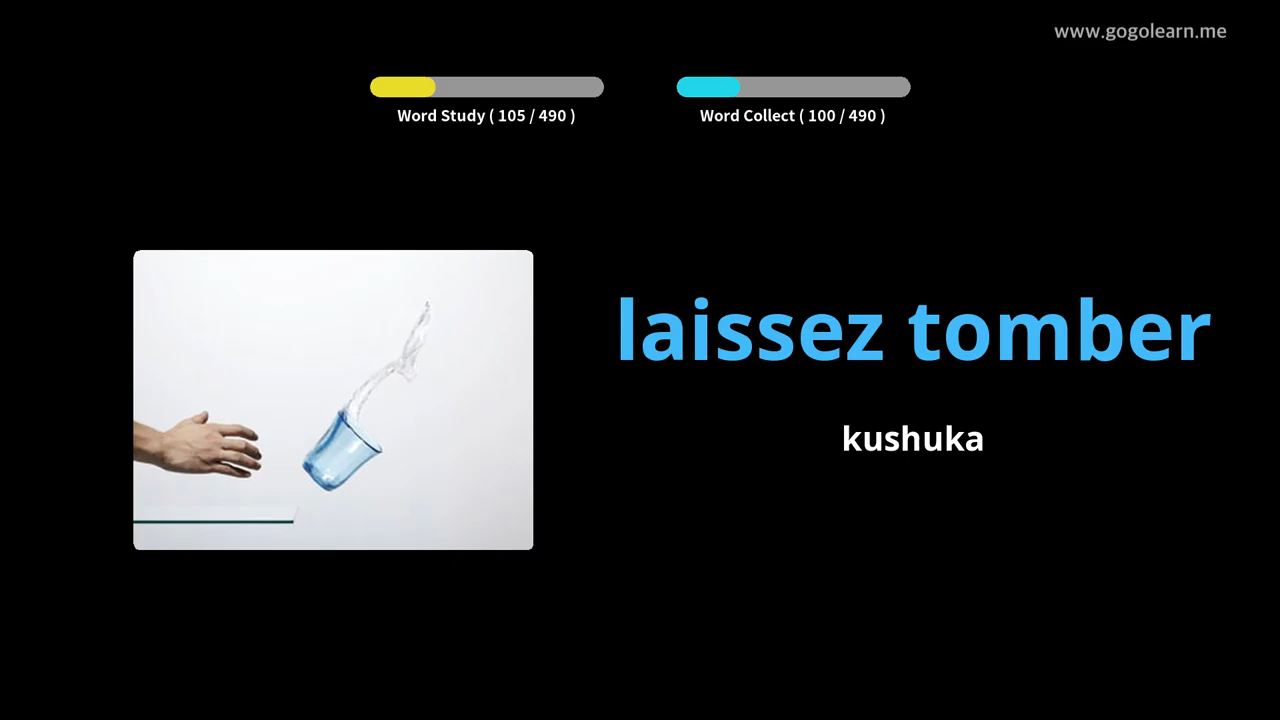 www.gogolearn.me
Word Study ( 105 / 490 )
Word Collect ( 100 / 490 )
laissez tomber
kushuka